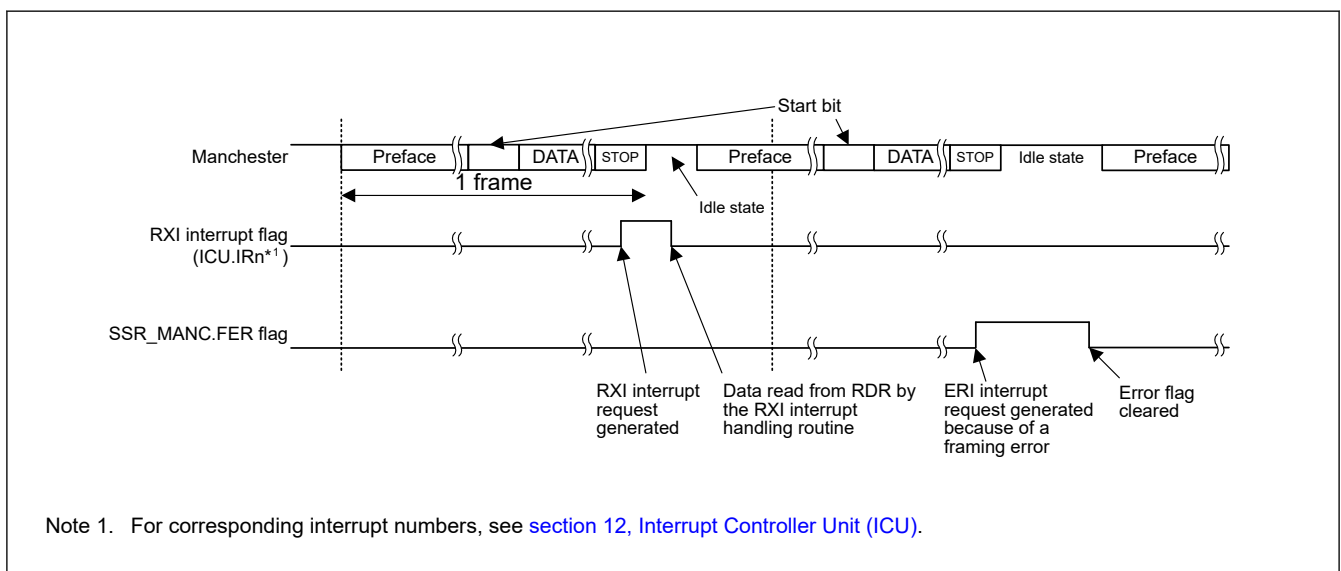 Start bit
Manchester Preface DATA STOP Preface DATA STOP Idle state Preface
1 frame
Idle state
RXI interrupt flag
(ICU.IRn*1)
SSR_MANC.FER flag
RXI interrupt
request
generated
Data read from RDR by
the RXI interrupt
handling routine
ERI interrupt
request generated
because of a
framing error
Error flag
cleared
Note 1. For corresponding interrupt numbers, see section 12, Interrupt Controller Unit (ICU).